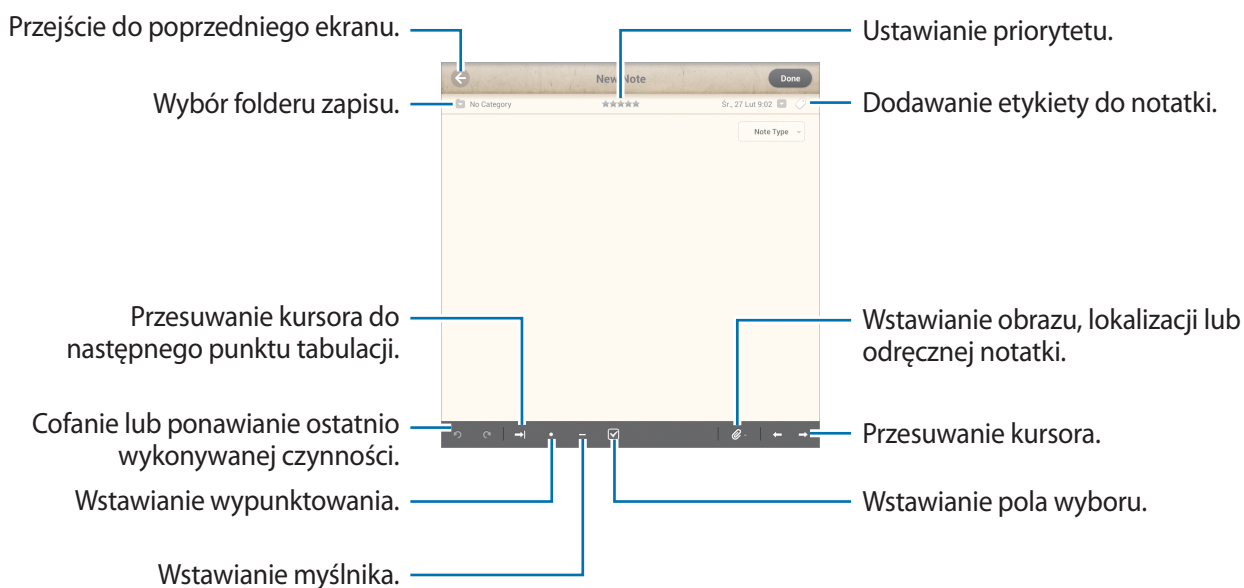 Przejście do poprzedniego ekranu.
Ustawianie priorytetu.
New Note
Done
Wybór folderu zapisu.
No Category
Śr., 27 Lut 9:02
Dodawanie etykiety do notatki.
Note Type
Przesuwanie kursora do
następnego punktu tabulacji.
Wstawianie obrazu, lokalizacji lub
odręcznej notatki.
Cofanie lub ponawianie ostatnio
wykonywanej czynności.
Przesuwanie kursora.
Wstawianie wypunktowania.
Wstawianie pola wyboru.
Wstawianie myślnika.